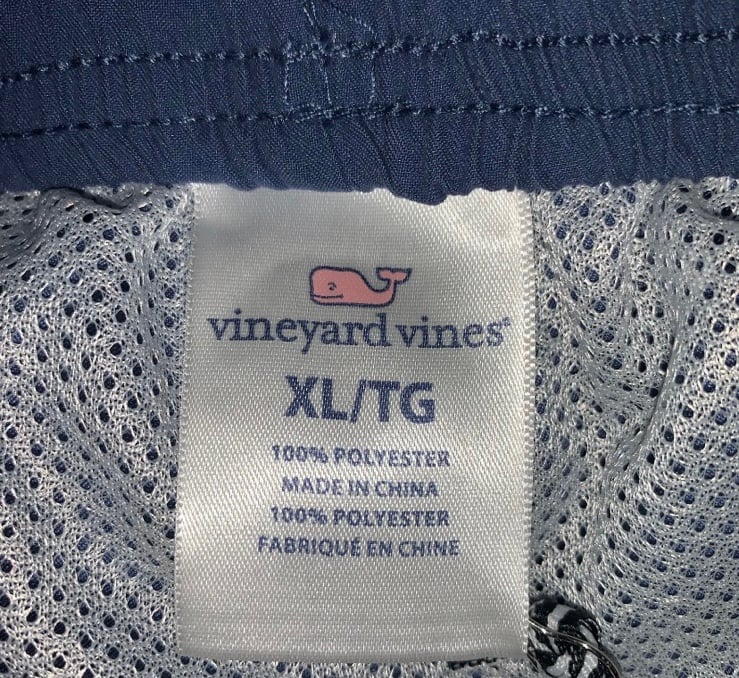 vineyard vines®
XL/TG
100% POLYESTER
MADE IN CHINA
100% POLYESTER
FABRIQUÉ EN CHINE